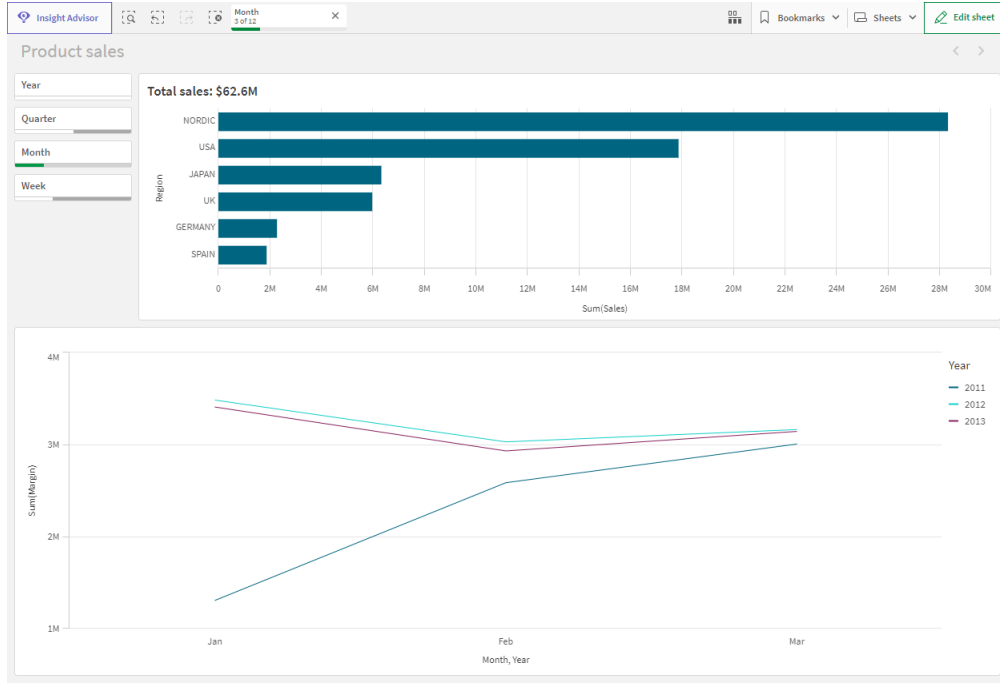 Insight Advisor
Month
3 of 12
Bookmarks
Sheets
Edit sheet
Product sales
Year
Quarter
Month
Week
Total sales: $62.6M
Region
NORDIC
USA
JAPAN
UK
GERMANY
SPAIN
0 2M 4M 6M 8M 10M 12M 14M 16M 18M 20M 22M 24M 26M 28M 30M
Sum(Sales)
Sum(Margin)
4M
3M
2M
1M
Jan Feb Mar
Month, Year
Year
2011
2012
2013